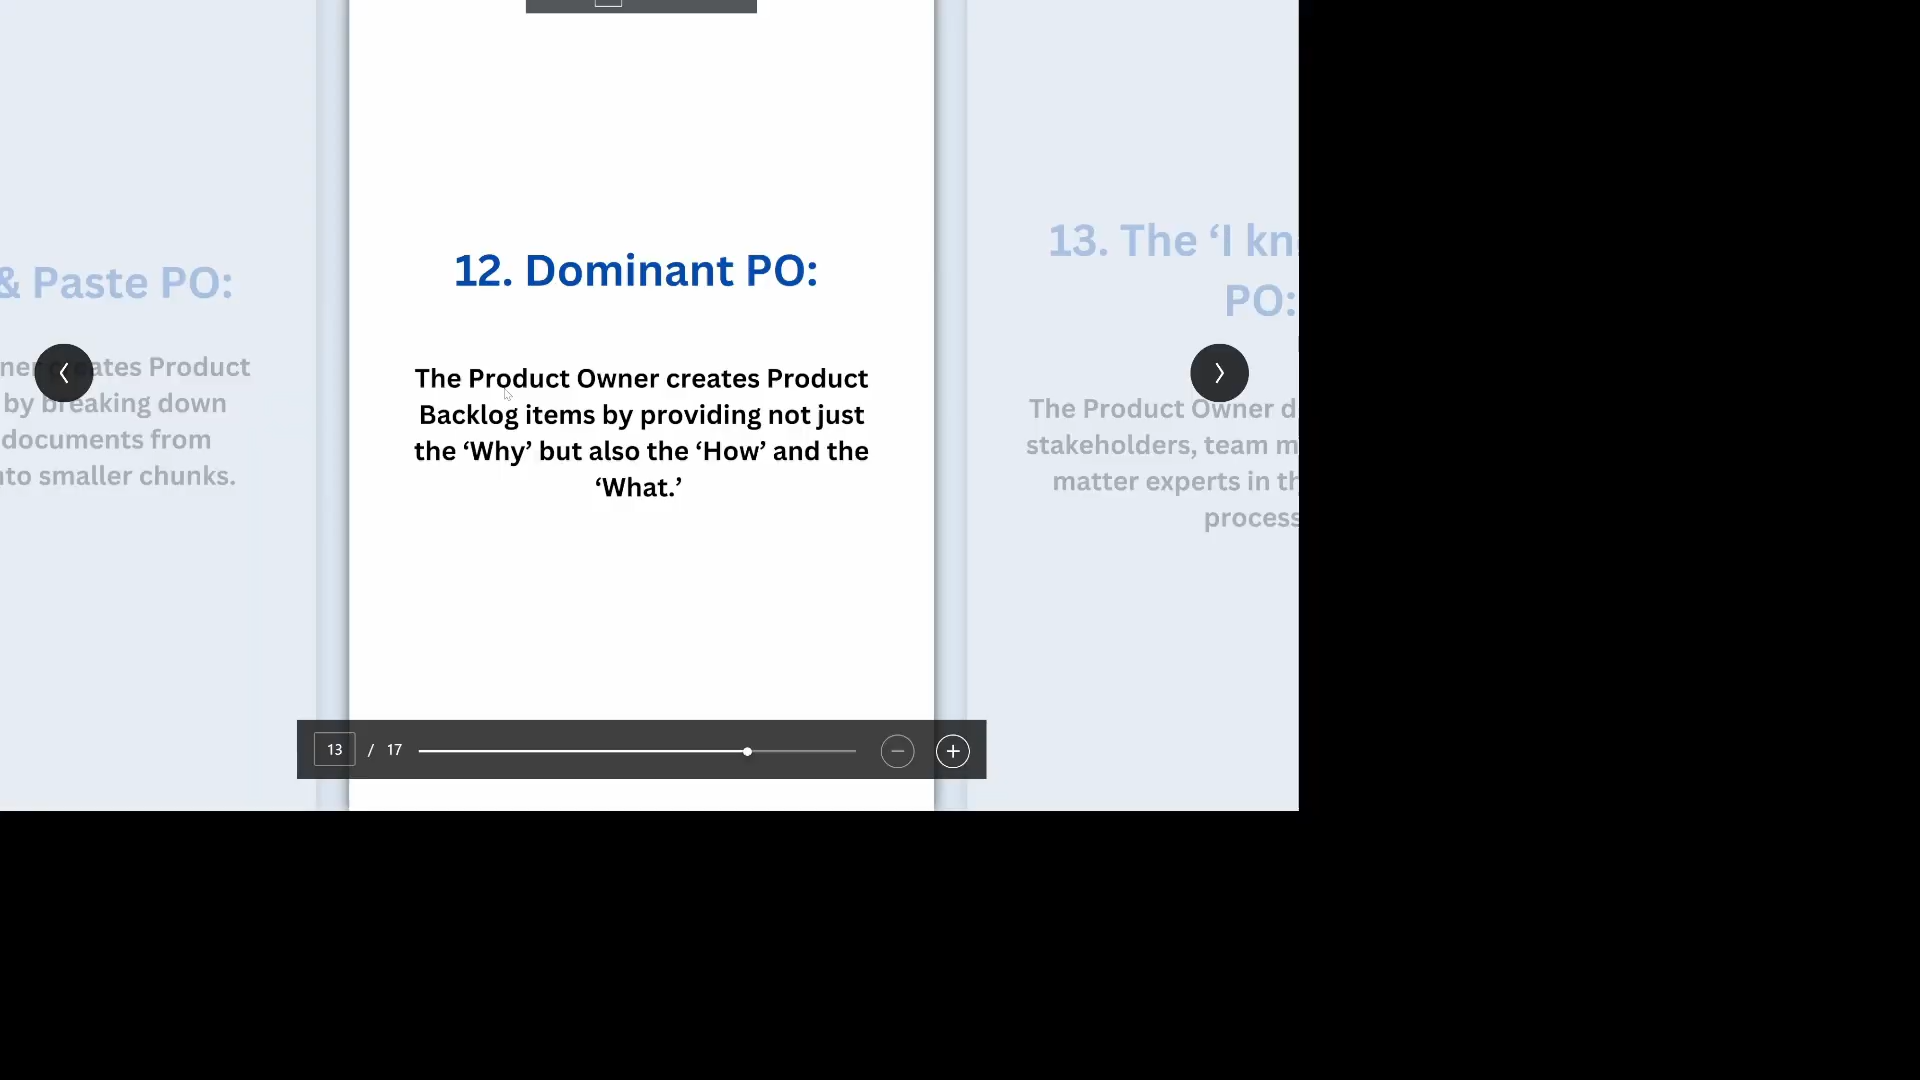 & Paste PO:
Product
by breaking down
documents from
nto smaller chunks.
12. Dominant PO:
The Product Owner creates Product
Backlog items by providing not just
the ‘Why’ but also the ‘How’ and the
‘What.’
13. The ‘I kn
PO:
The Product Owner d
stakeholders, team m
matter experts in th
process
13 / 17